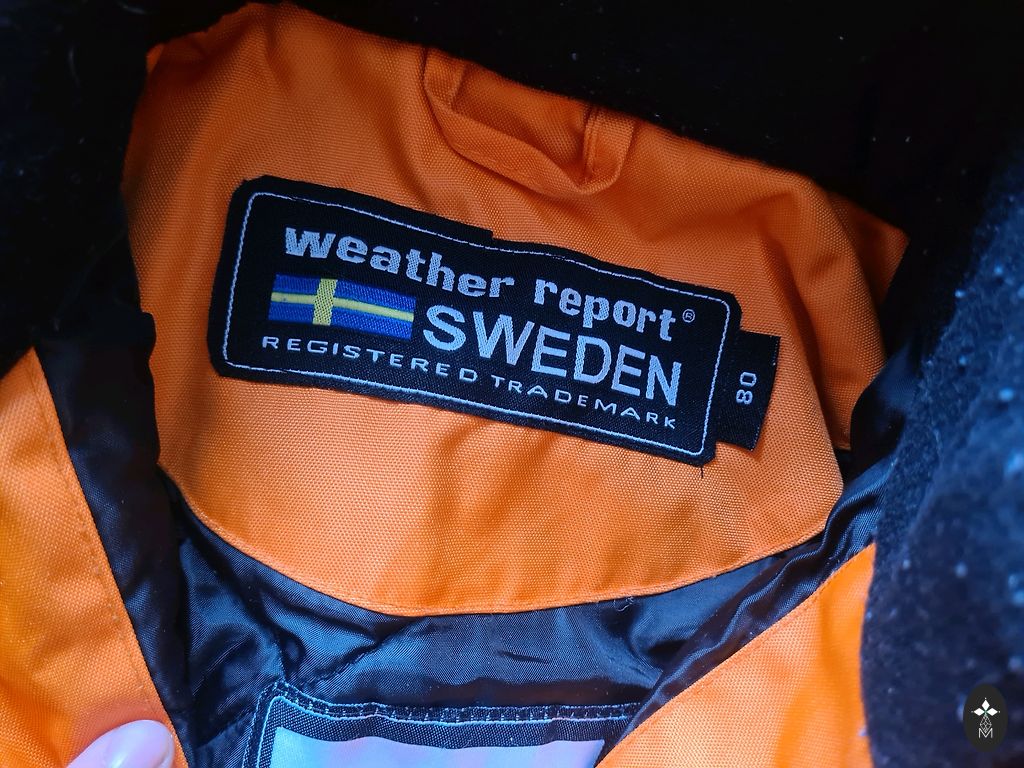 weather report®
SWEDEN
REGISTERED TRADEMARK
80
M